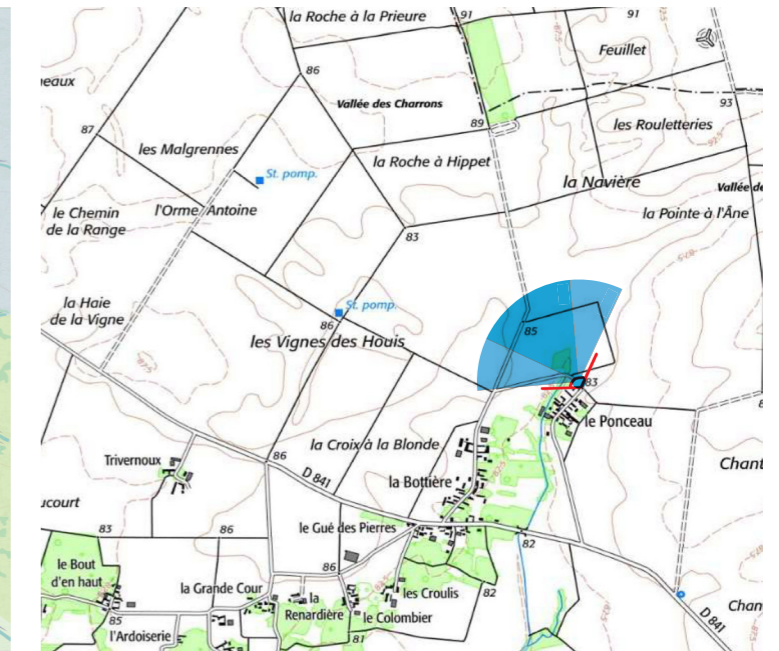 la Roche à la Prieure
91
91
Feuillet
86
neaux
Vallée des Charrons
93
87
89
les Rouletteries
les Malgrennes
la Roche à Hippet
St. pomp.
la Navière
Vallée de
le Chemin
de la Range
l'Orme Antoine
la Pointe à l'Âne
83
la Haie
de la Vigne
St. pomp.
86
85
les Vignes des Houis
83
le Ponceau
la Croix à la Blonde
86
Trivernoux
D 841
la Bottière
Chant
ucourt
83
86
le Gué des Pierres
82
le Bout
d'en haut
86
la Grande Cour
les Croulis
82
la
Renardière
le Colombier
85
l'Ardoiserie
81
D 841
Chan